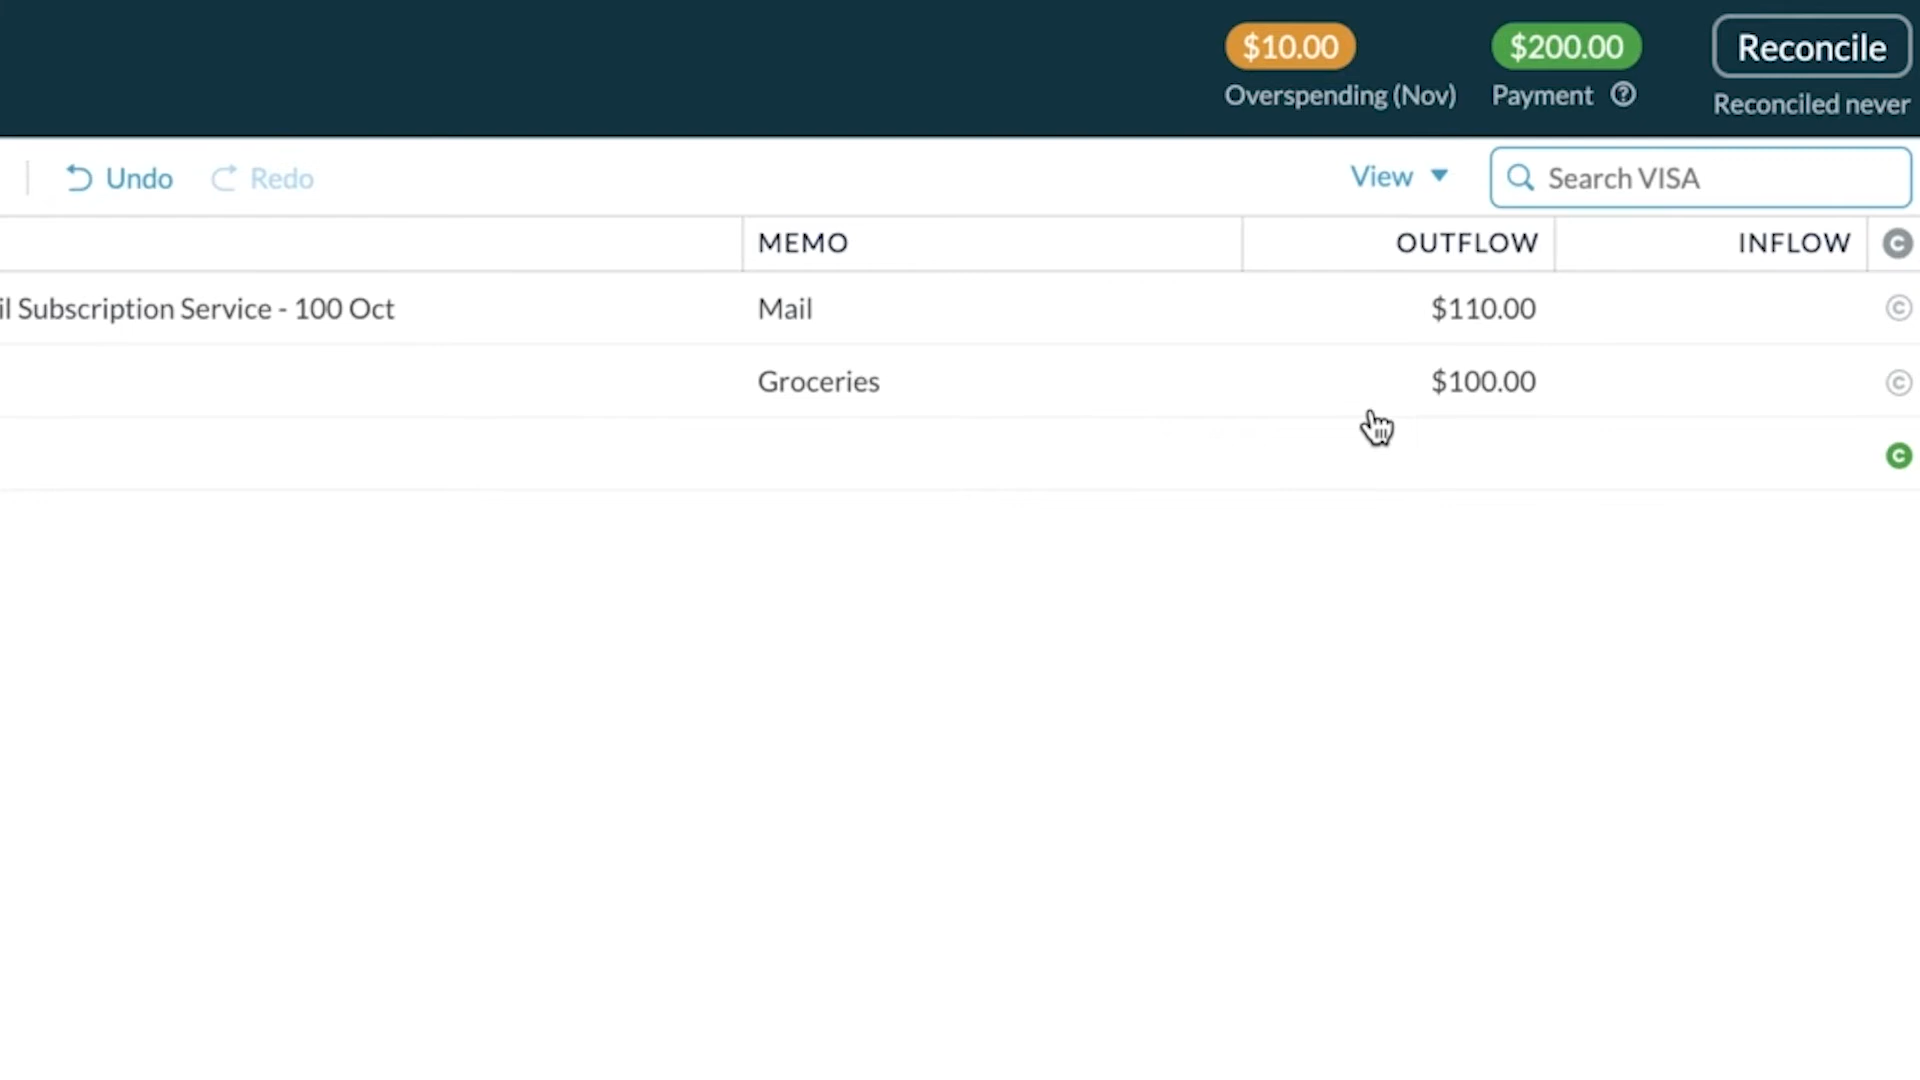 $10.00
Overspending (Nov)
$200.00
Payment ?
Reconcile
Reconciled never
Undo
Redo
View
Search VISA
MEMO OUTFLOW INFLOW C
il Subscription Service - 100 Oct Mail $110.00 C
Groceries $100.00 C
C